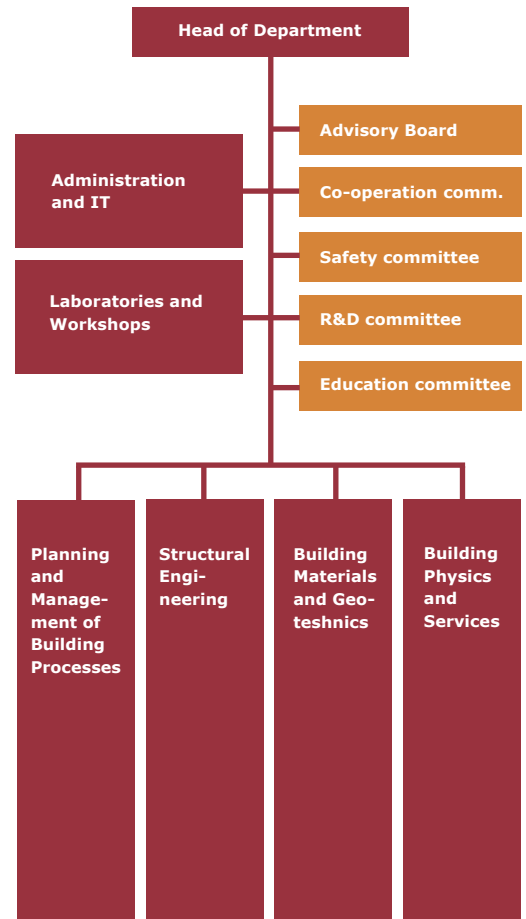 Head of Department
Advisory Board
Administration
and IT
Co-operation comm.
Safety committee
Laboratories and
Workshops
R&D committee
Education committee
Planning
and
Manage-
ment of
Building
Processes
Structural
Engi-
neering
Building
Materials
and Geo-
teshnics
Building
Physics
and
Services